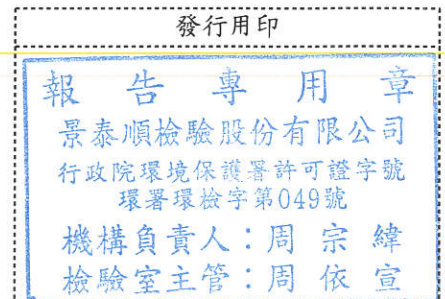 發行用印
報告專用章
景泰順檢驗股份有限公司
行政院環境保護署許可證字號
環署環檢字第049號
機構負責人：周宗緯
檢驗室主管：周依宣